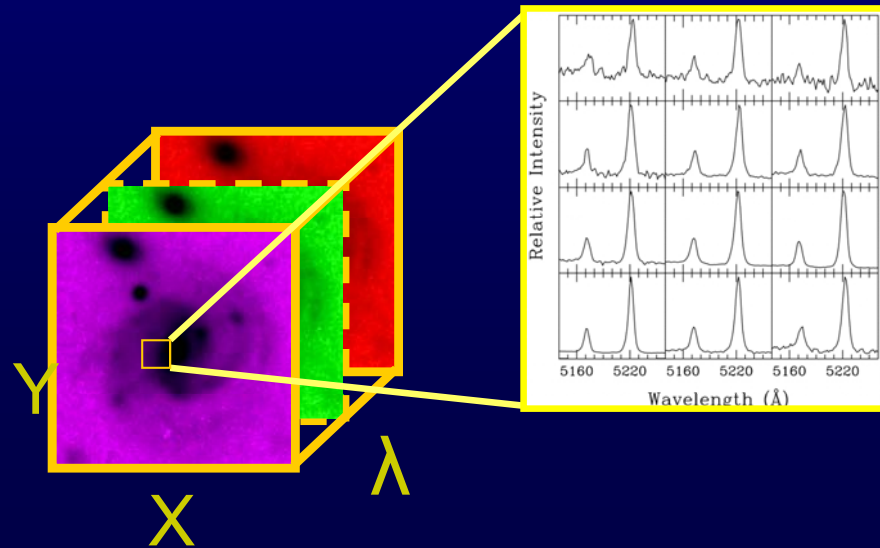 Y
X
λ
Relative Intensity
5160 5220 5160 5220 5160 5220
Wavelength (Å)